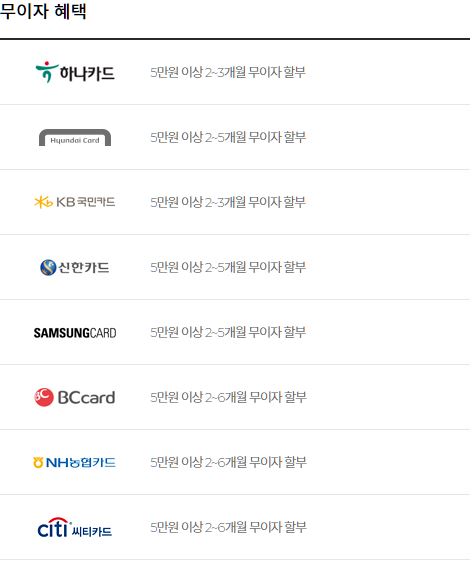 무이자 혜택
하나카드
5만원 이상 2~3개월 무이자 할부
Hyundai Card
5만원 이상 2~5개월 무이자 할부
KB국민카드
5만원 이상 2~3개월 무이자 할부
신한카드
5만원 이상 2~5개월 무이자 할부
SAMSUNGCARD
5만원 이상 2~5개월 무이자 할부
BC BCcard
5만원 이상 2~6개월 무이자 할부
NH농협카드
5만원 이상 2~6개월 무이자 할부
citi 씨티카드
5만원 이상 2~6개월 무이자 할부